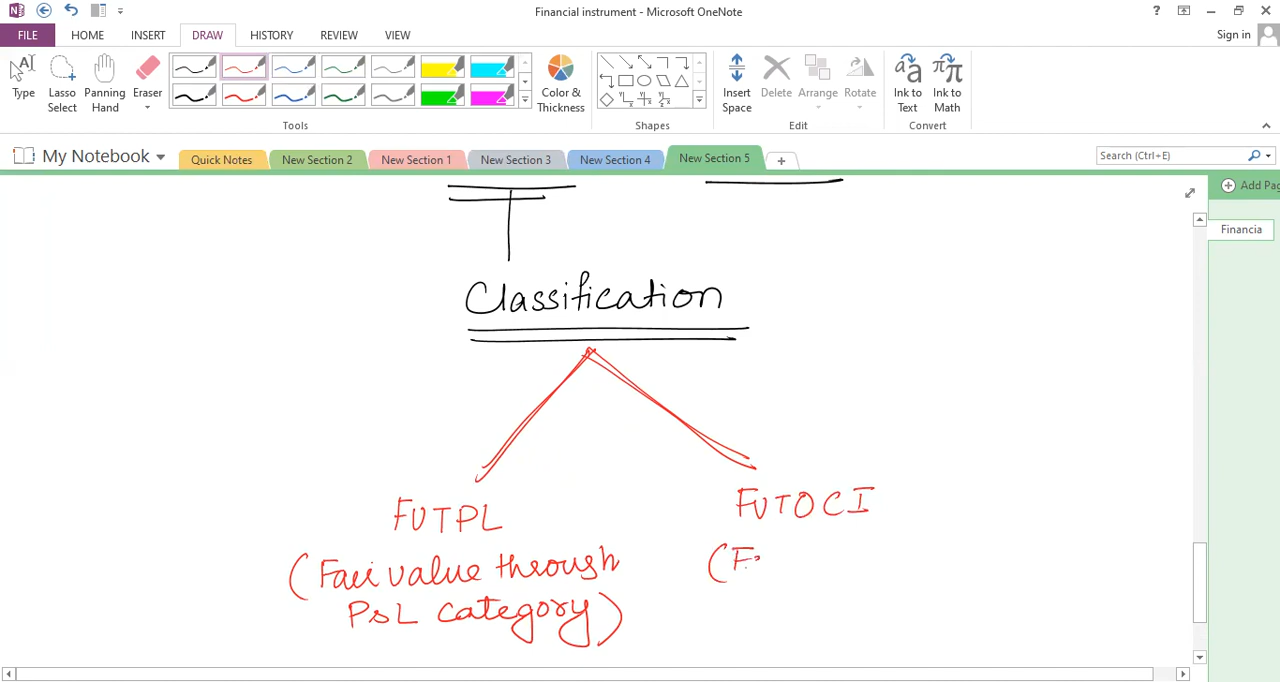 Financial instrument - Microsoft OneNote
FILE HOME INSERT DRAW HISTORY REVIEW VIEW
Sign in
Type
Lasso Select
Panning Hand
Eraser
Color & Thickness
Insert Space
Delete
Arrange
Rotate
Ink to Text
Ink to Math
Tools Shapes Edit Convert
My Notebook Quick Notes New Section 2 New Section 1 New Section 3 New Section 4 New Section 5
Search (Ctrl+E)
Add Pag
Financia
Classification
FVTPL
FVTOCI
(Fair value through
P&L category)
(F